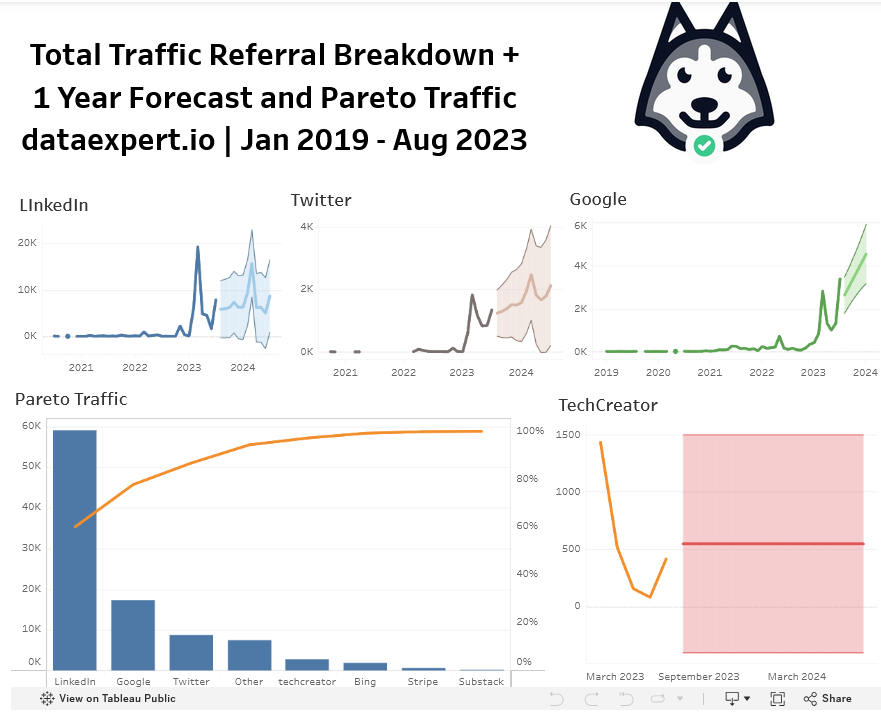 Total Traffic Referral Breakdown +
1 Year Forecast and Pareto Traffic
dataexpert.io | Jan 2019 - Aug 2023
LInkedIn
20K
10K
0K
2021 2022 2023 2024
Twitter
4K
2K
0K
2021 2022 2023 2024
Google
6K
4K
2K
0K
2019 2020 2021 2022 2023 2024
Pareto Traffic
60K
50K
40K
30K
20K
10K
0K
100%
80%
60%
40%
20%
0%
LinkedIn Google Twitter Other techcreator Bing Stripe Substack
TechCreator
1500
1000
500
0
March 2023 September 2023 March 2024
View on Tableau Public
Share